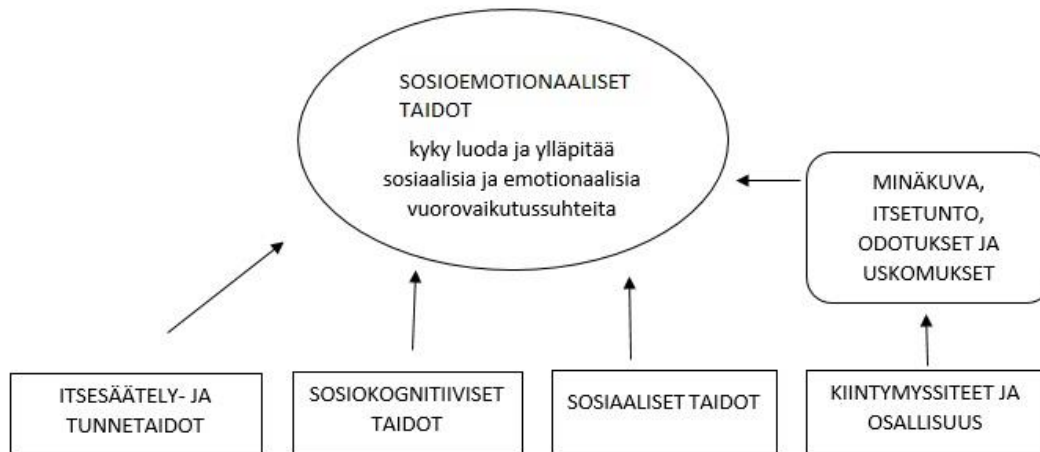 SOSIOEMOTIONAALISET
TAIDOT
kyky luoda ja ylläpitää
sosiaalisia ja emotionaalisia
vuorovaikutussuhteita
MINÄKUVA,
ITSETUNTO,
ODOTUKSET JA
USKOMUKSET
ITSESÄÄTELY- JA
TUNNETAIDOT
SOSIOKOGNITIIVISET
TAIDOT
SOSIAALISET TAIDOT
KIINTYMYSSITEET JA
OSALLISUUS